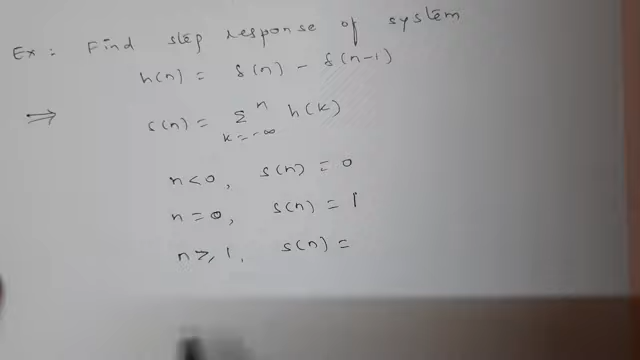 Ex: Find step response of system
h(n) = δ(n) - δ(n-1)
⇒ s(n) = Σ_{k=-∞}^{n} h(k)
n<0, s(n) = 0
n=0, s(n) = 1
n≥1, s(n) =